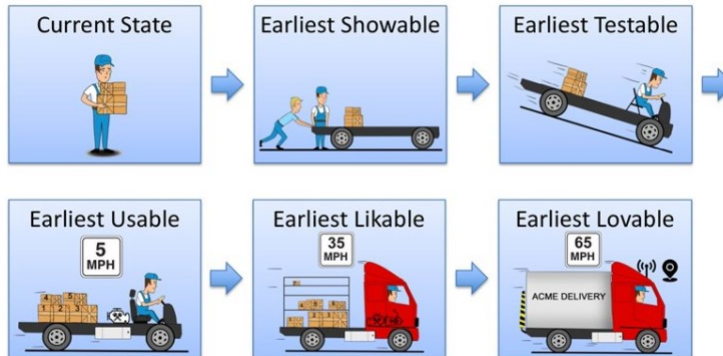 Current State
Earliest Showable
Earliest Testable
Earliest Usable
5
MPH
Earliest Likable
35
MPH
Earliest Lovable
65
MPH
ACME DELIVERY